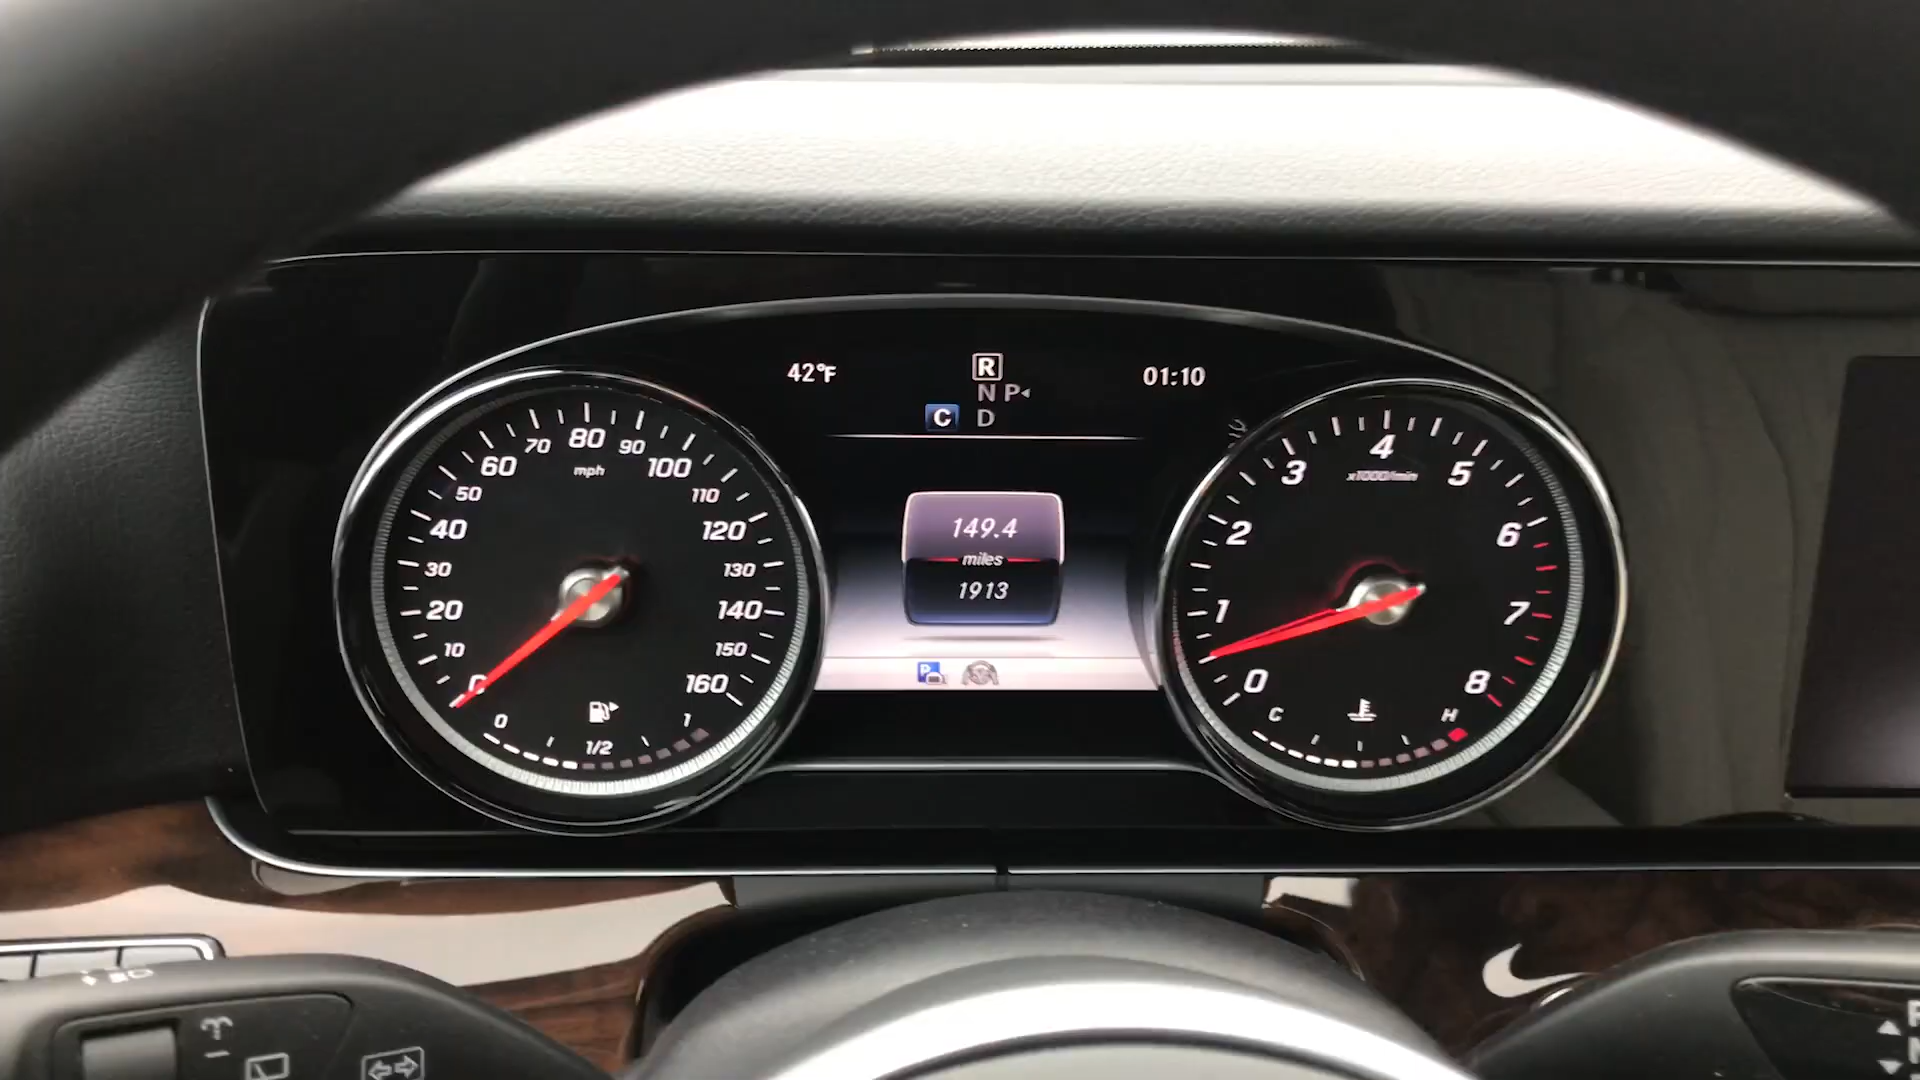 42°F
R
01:10
N P
C D
0 10 20 30 40 50 60 70 80 90 100 110 120 130 140 150 160
mph
0 1/2 1
149.4
miles
1913
P
0 1 2 3 4 5 6 7 8
x1000/min
C H